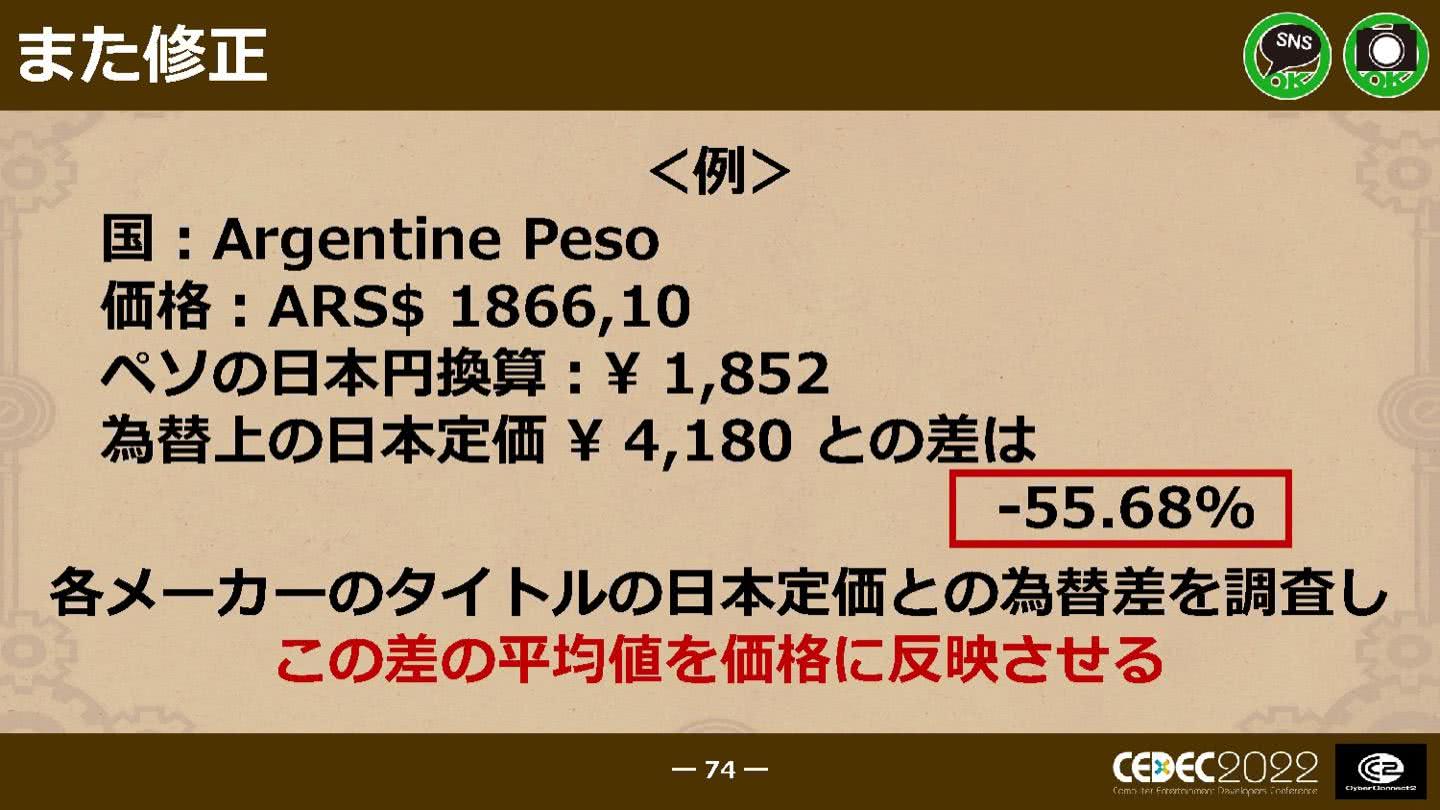 また修正
SNS
OK
OK
＜例＞
国：Argentine Peso
価格：ARS$ 1866,10
ペソの日本円換算：¥ 1,852
為替上の日本定価 ¥ 4,180 との差は
-55.68%
各メーカーのタイトルの日本定価との為替差を調査し
この差の平均値を価格に反映させる
― 74 ―
CEDEC2022
Computer Entertainment Developers Conference
CyberConnect2